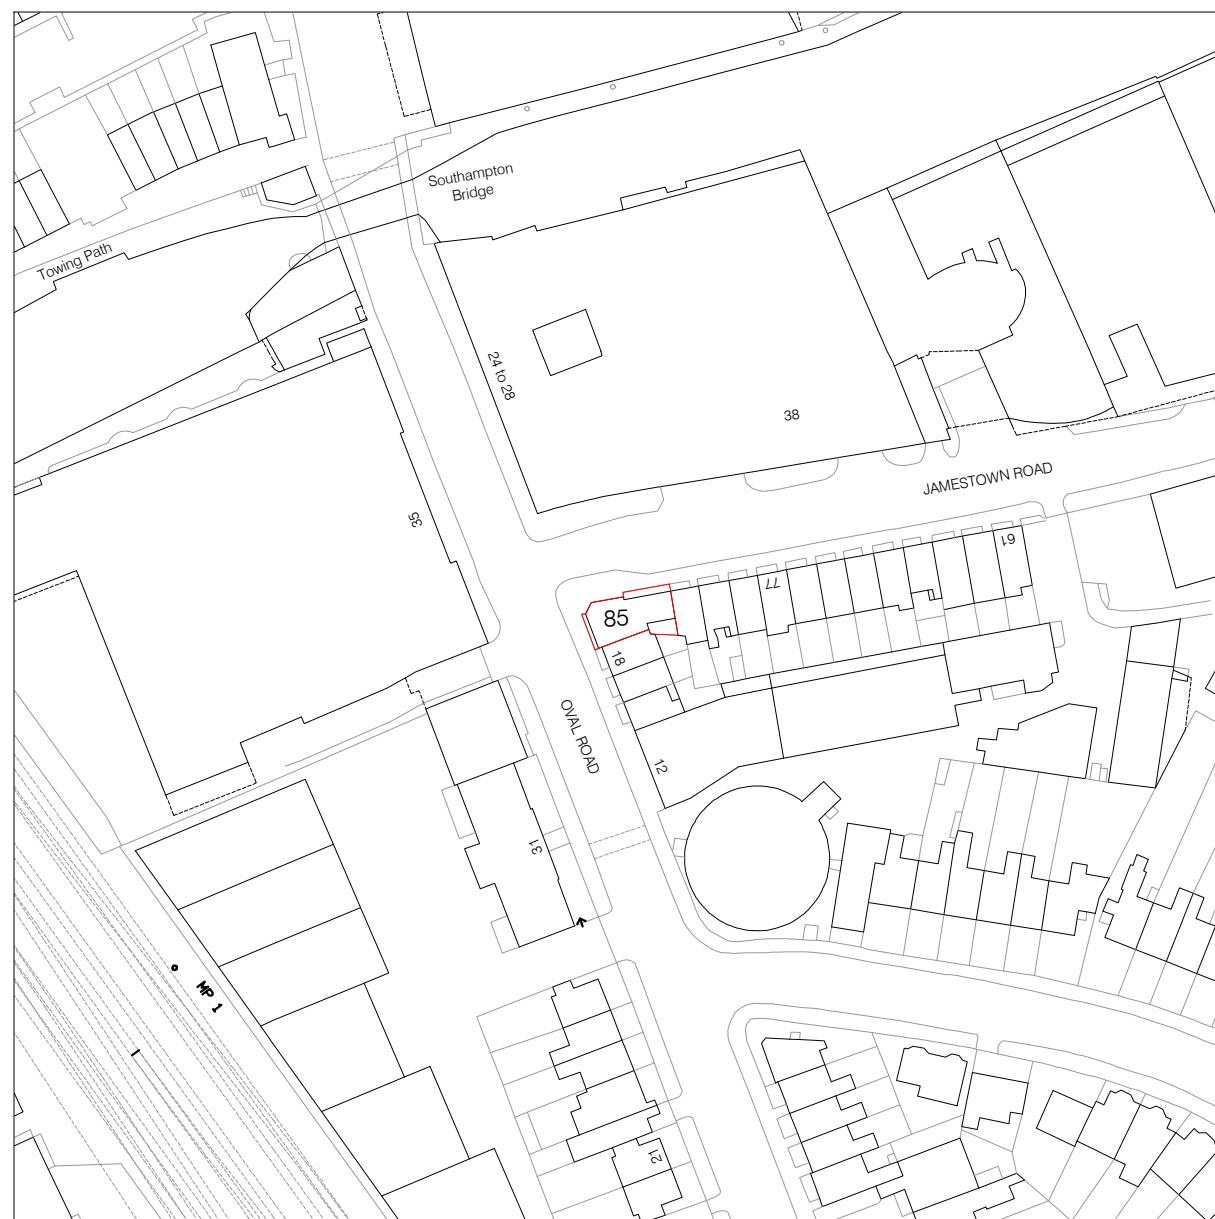 Southampton
Bridge
Towing Path
24 to 28
38
JAMESTOWN ROAD
35
61
77
85
18
OVAL ROAD
12
31
MP 1
21